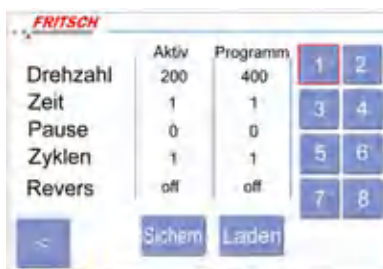 FRITSCH
Aktiv Programm
Drehzahl 200 400 1 2
Zeit 1 1 3 4
Pause 0 0
Zyklen 1 1 5 6
Revers off off 7 8
< Sichern Laden